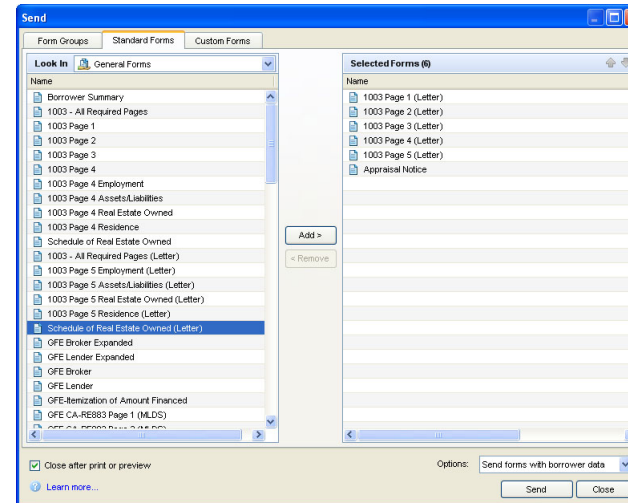 Send
Form Groups
Standard Forms
Custom Forms
Look In
General Forms
Name
Borrower Summary
1003 - All Required Pages
1003 Page 1
1003 Page 2
1003 Page 3
1003 Page 4
1003 Page 4 Employment
1003 Page 4 Assets/Liabilities
1003 Page 4 Real Estate Owned
1003 Page 4 Residence
Schedule of Real Estate Owned
1003 - All Required Pages (Letter)
1003 Page 5 Employment (Letter)
1003 Page 5 Assets/Liabilities (Letter)
1003 Page 5 Real Estate Owned (Letter)
1003 Page 5 Residence (Letter)
Schedule of Real Estate Owned (Letter)
GFE Broker Expanded
GFE Lender Expanded
GFE Broker
GFE Lender
GFE-Itemization of Amount Financed
GFE CA-RE883 Page 1 (MLDS)
Add >
< Remove
Selected Forms (6)
Name
1003 Page 1 (Letter)
1003 Page 2 (Letter)
1003 Page 3 (Letter)
1003 Page 4 (Letter)
1003 Page 5 (Letter)
Appraisal Notice
Close after print or preview
Options: Send forms with borrower data
Learn more...
Send
Close